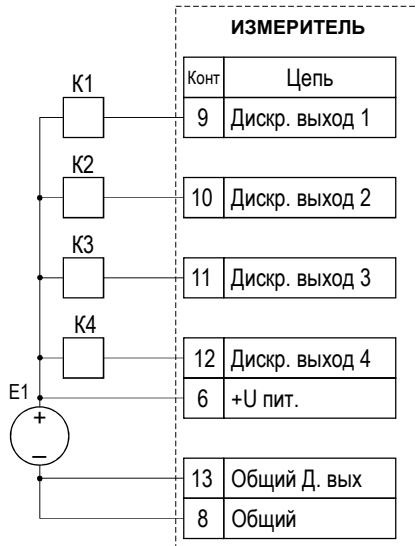 ИЗМЕРИТЕЛЬ
Конт Цепь
К1
9 Дискр. выход 1
К2
10 Дискр. выход 2
К3
11 Дискр. выход 3
К4
12 Дискр. выход 4
6 +U пит.
E1
+
–
13 Общий Д. вых
8 Общий